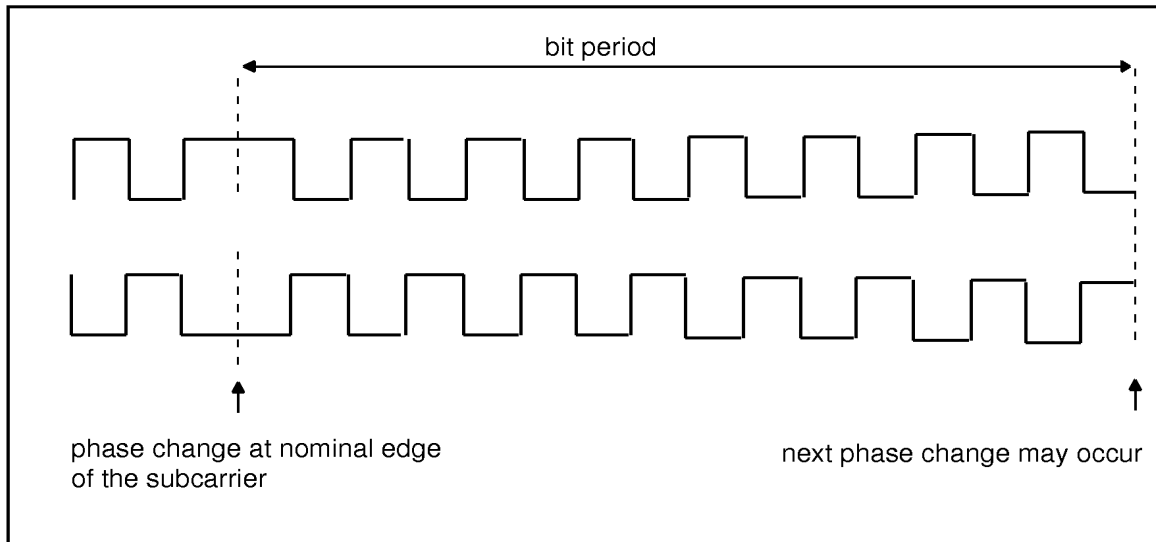 bit period
phase change at nominal edge
of the subcarrier
next phase change may occur